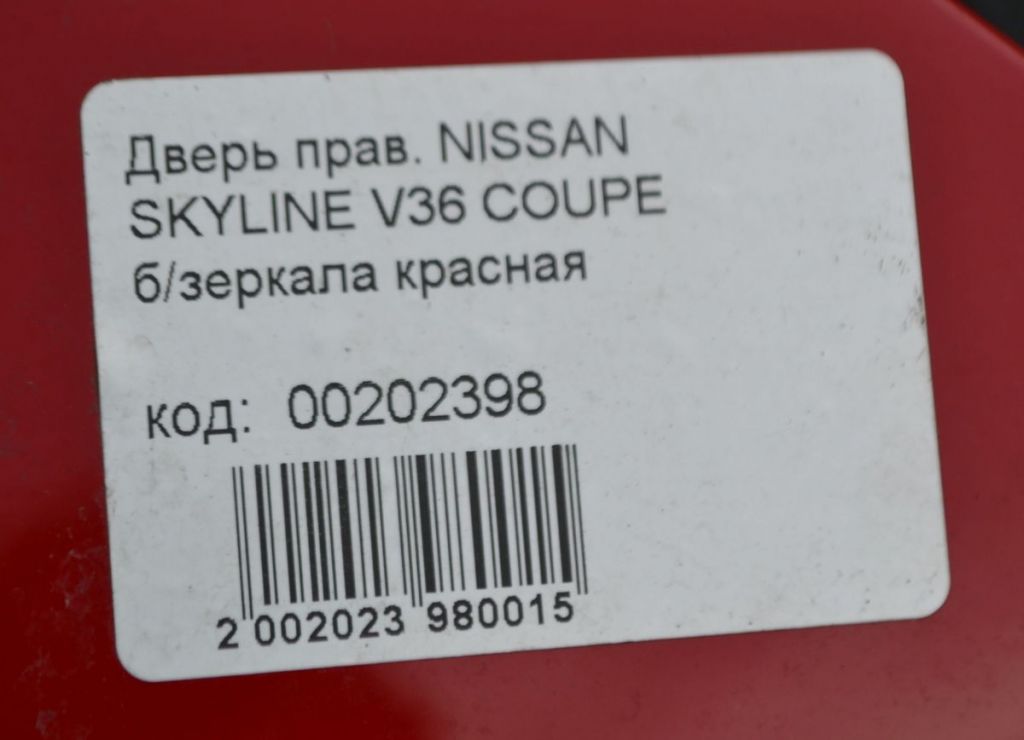 Дверь прав. NISSAN
SKYLINE V36 COUPE
б/зеркала красная
код: 00202398
2 002023 980015